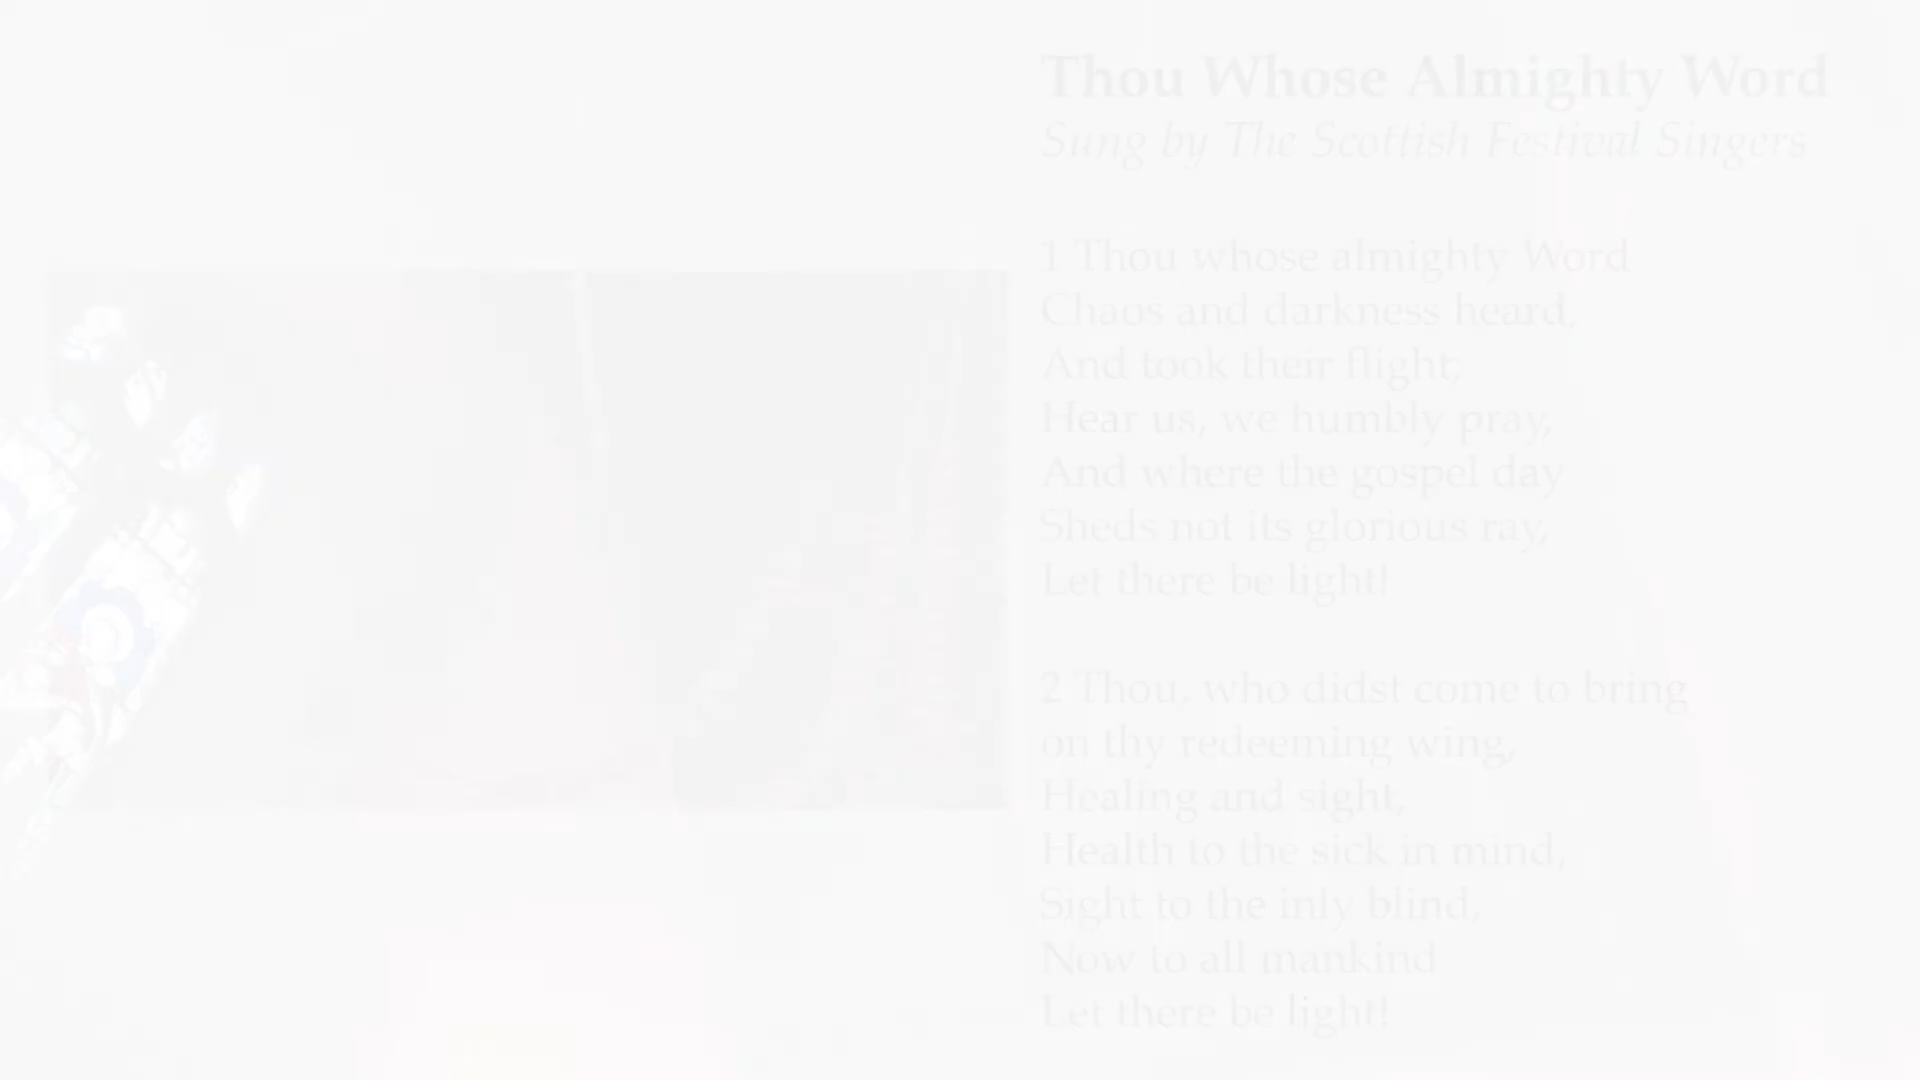 Thou Whose Almighty Word
Sung by The Scottish Festival Singers
1 Thou whose almighty Word
Chaos and darkness heard,
And took their flight;
Hear us, we humbly pray,
And where the gospel day
Sheds not its glorious ray,
Let there be light!
2 Thou, who didst come to bring
on thy redeeming wing,
Healing and sight,
Health to the sick in mind,
Sight to the inly blind,
Now to all mankind
Let there be light!